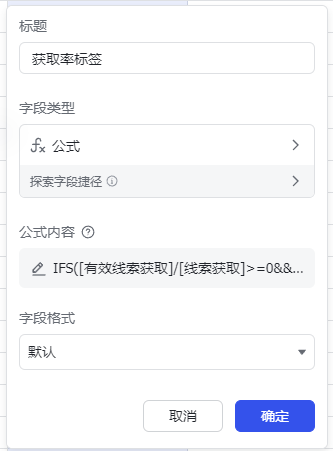 标题
获取率标签
字段类型
公式
探索字段捷径
公式内容
IFS([有效线索获取]/[线索获取]>=0&&...
字段格式
默认
取消
确定